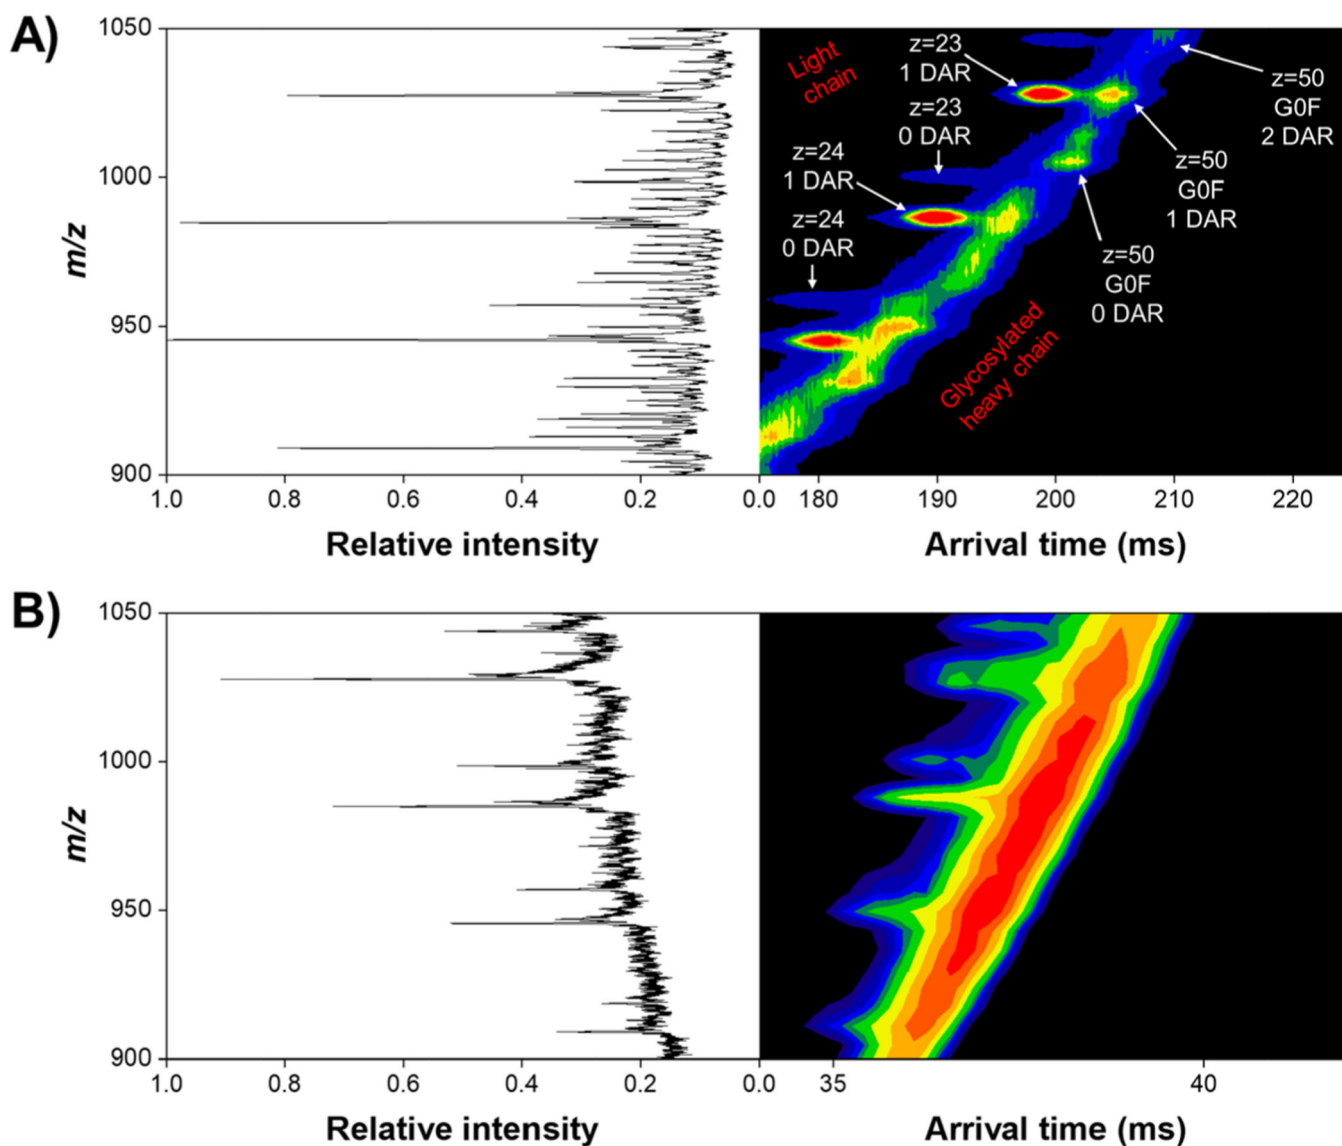 A)
1050
1000
950
900
m/z
1.0
0.8
0.6
0.4
0.2
0.0
Relative intensity
Light
chain
z=23
1 DAR
z=23
0 DAR
z=24
1 DAR
z=24
0 DAR
z=50
G0F
2 DAR
z=50
G0F
1 DAR
z=50
G0F
0 DAR
Glycosylated
heavy chain
180
190
200
210
220
Arrival time (ms)
B)
1050
1000
950
900
m/z
1.0
0.8
0.6
0.4
0.2
0.0
Relative intensity
35
40
Arrival time (ms)